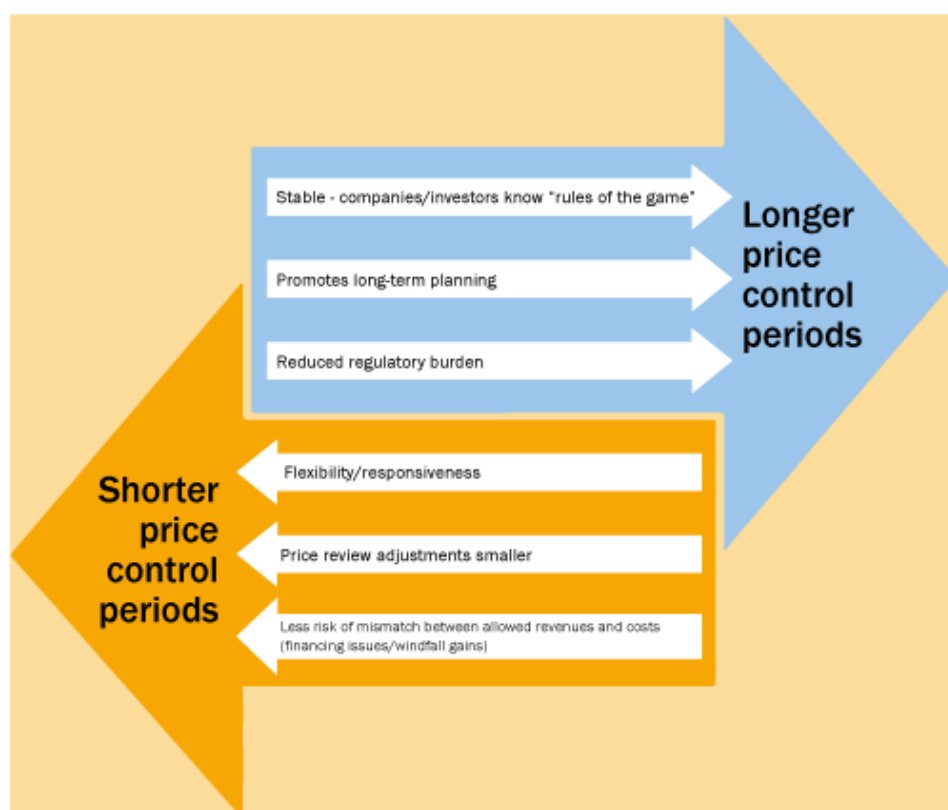 Stable - companies/investors know "rules of the game"
Promotes long-term planning
Reduced regulatory burden
Longer
price
control
periods
Shorter
price
control
periods
Flexibility/responsiveness
Price review adjustments smaller
Less risk of mismatch between allowed revenues and costs
(financing issues/windfall gains)